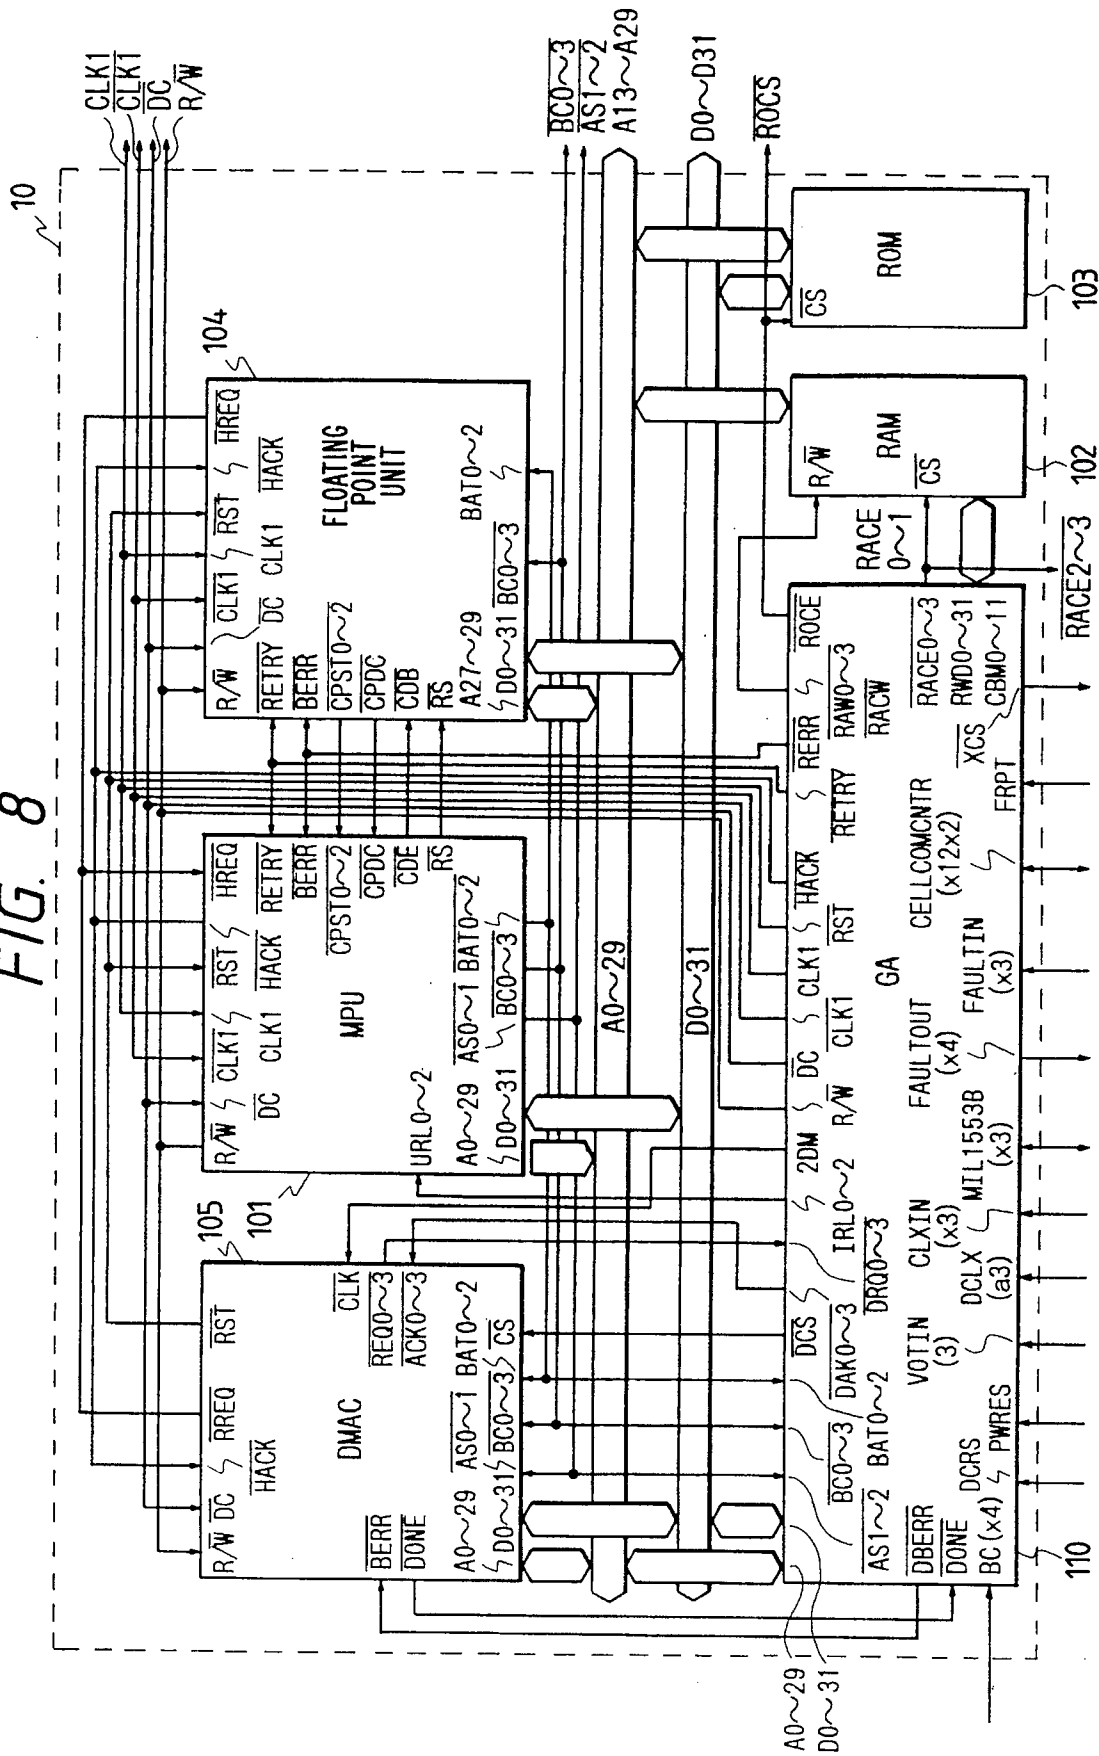 FIG. 8
10
CLK1
CLK1
DC
R/W
BC0~3
AS1~2
A13~A29
D0~D31
ROCS
105
R/W
DC
HACK
RREQ
RST
DMAC
BERR
DONE
CLK
REQ0~3
ACK0~3
A0~29
D0~31
AS0~1
BC0~3
BAT0~2
CS
101
R/W
DC
CLK1
CLK1
RST
HACK
HREQ
MPU
RETRY
BERR
CPST0~2
CPDC
CDE
RS
URL0~2
A0~29
D0~31
AS0~1
BC0~3
BAT0~2
104
R/W
DC
CLK1
CLK1
RST
HACK
HREQ
RETRY
BERR
CPST0~2
CPDC
CDB
RS
FLOATING
POINT
UNIT
A27~29
D0~31
BC0~3
BAT0~2
A0~29
D0~31
A0~29
D0~31
AS1~2
BC0~3
BAT0~2
DCS
DAK0~3
DRQ0~3
IRL0~2
2DM
R/W
DC
CLK1
CLK1
RST
HACK
RETRY
RERR
RAW0~3
RACW
ROCE
GA
DBERR
DONE
BC(x4)
DCRS
PWRES
VOTIN
(3)
DCLX
(a3)
CLXIN
(x3)
MIL1553B
(x3)
FAULTOUT
(x4)
FAULTIN
(x3)
CELLCOMCNTR
(x12x2)
FRPT
XCS
RACE0~3
RWD0~31
CBM0~11
110
RACE
0~1
RACE2~3
R/W
CS
RAM
102
CS
ROM
103